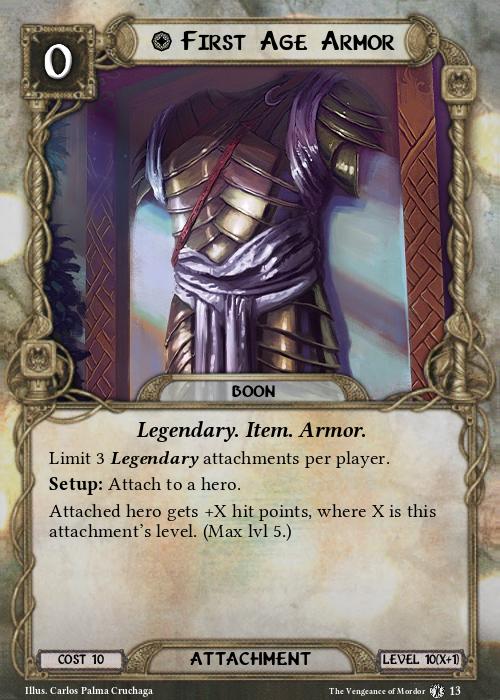 0
First Age Armor
BOON
Legendary. Item. Armor.
Limit 3 Legendary attachments per player.
Setup: Attach to a hero.
Attached hero gets +X hit points, where X is this
attachment's level. (Max lvl 5.)
COST 10
ATTACHMENT
LEVEL 10(X+1)
Illus. Carlos Palma Cruchaga
The Vengeance of Mordor 13